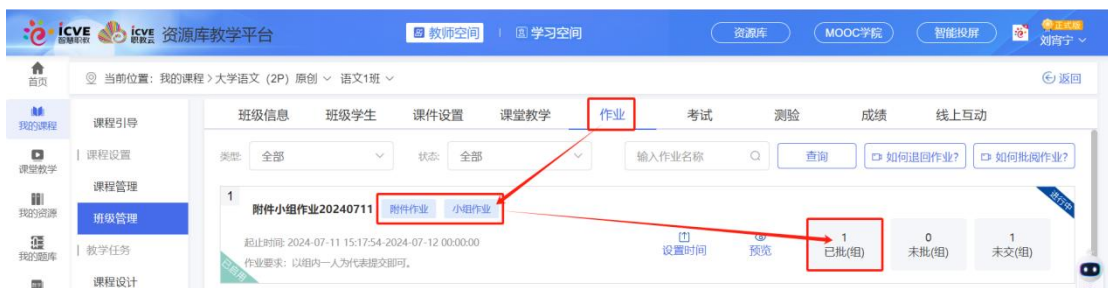 icve 智慧职教 icve 职教云 资源库教学平台 教师空间 学习空间 资源库 MOOC学院 智能投屏 正式版 刘宵宁
首页 当前位置:我的课程 > 大学语文 (2P) 原创 语文1班 返回
我的课程 课程引导 班级信息 班级学生 课件设置 课堂教学 作业 考试 测验 成绩 线上互动
课堂教学 课程设置 类型: 全部 状态: 全部 输入作业名称 查询 如何退回作业? 如何批阅作业?
我的资源 课程管理 1 进行中
班级管理 附件小组作业20240711 附件作业 小组作业
我的题库 教学任务 起止时间: 2024-07-11 15:17:54-2024-07-12 00:00:00 设置时间 预览 1 已批(组) 0 未批(组) 1 未交(组)
课程设计 作业要求: 以组内一人为代表提交即可。